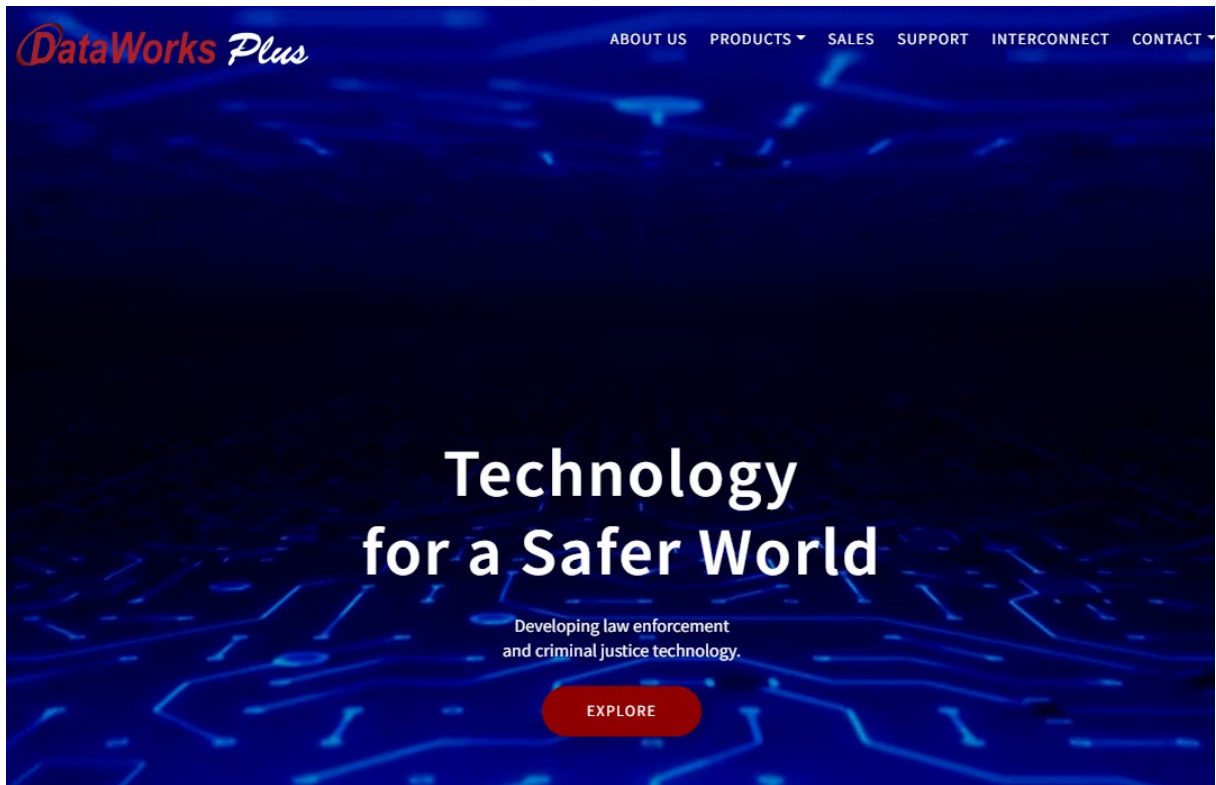 DataWorks Plus
ABOUT US PRODUCTS SALES SUPPORT INTERCONNECT CONTACT
Technology
for a Safer World
Developing law enforcement
and criminal justice technology.
EXPLORE